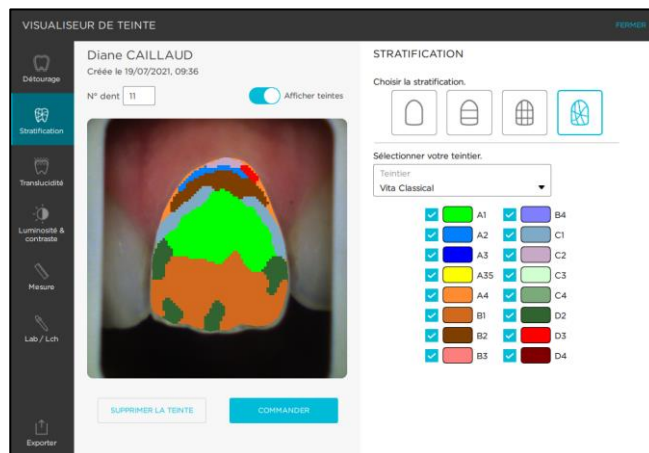 VISUALISEUR DE TEINTE
FERMER
Détourage
Stratification
Translucidité
Luminosité &
contraste
Mesure
Lab / Lch
Exporter
Diane CAILLAUD
Créée le 19/07/2021, 09:36
N° dent 11
Afficher teintes
SUPPRIMER LA TEINTE
COMMANDER
STRATIFICATION
Choisir la stratification.
Sélectionner votre teintier.
Teintier
Vita Classical
A1 B4
A2 C1
A3 C2
A35 C3
A4 C4
B1 D2
B2 D3
B3 D4